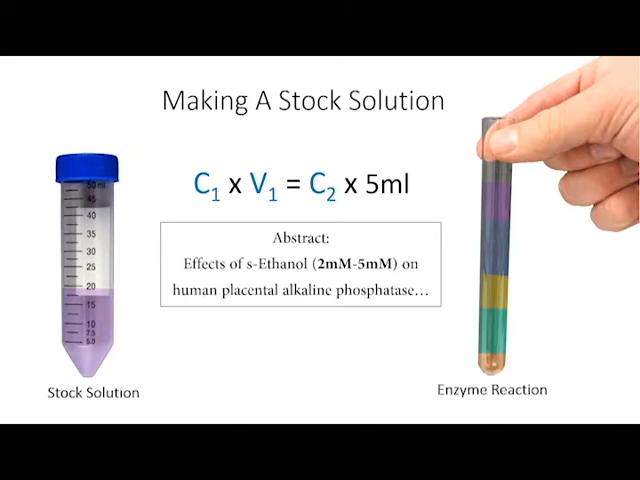 Making A Stock Solution
C₁ x V₁ = C₂ x 5ml
Abstract:
Effects of s-Ethanol (2mM-5mM) on
human placental alkaline phosphatase...
50 ml
45
40
35
30
25
20
15
10
7.5
5.0
Stock Solution
Enzyme Reaction